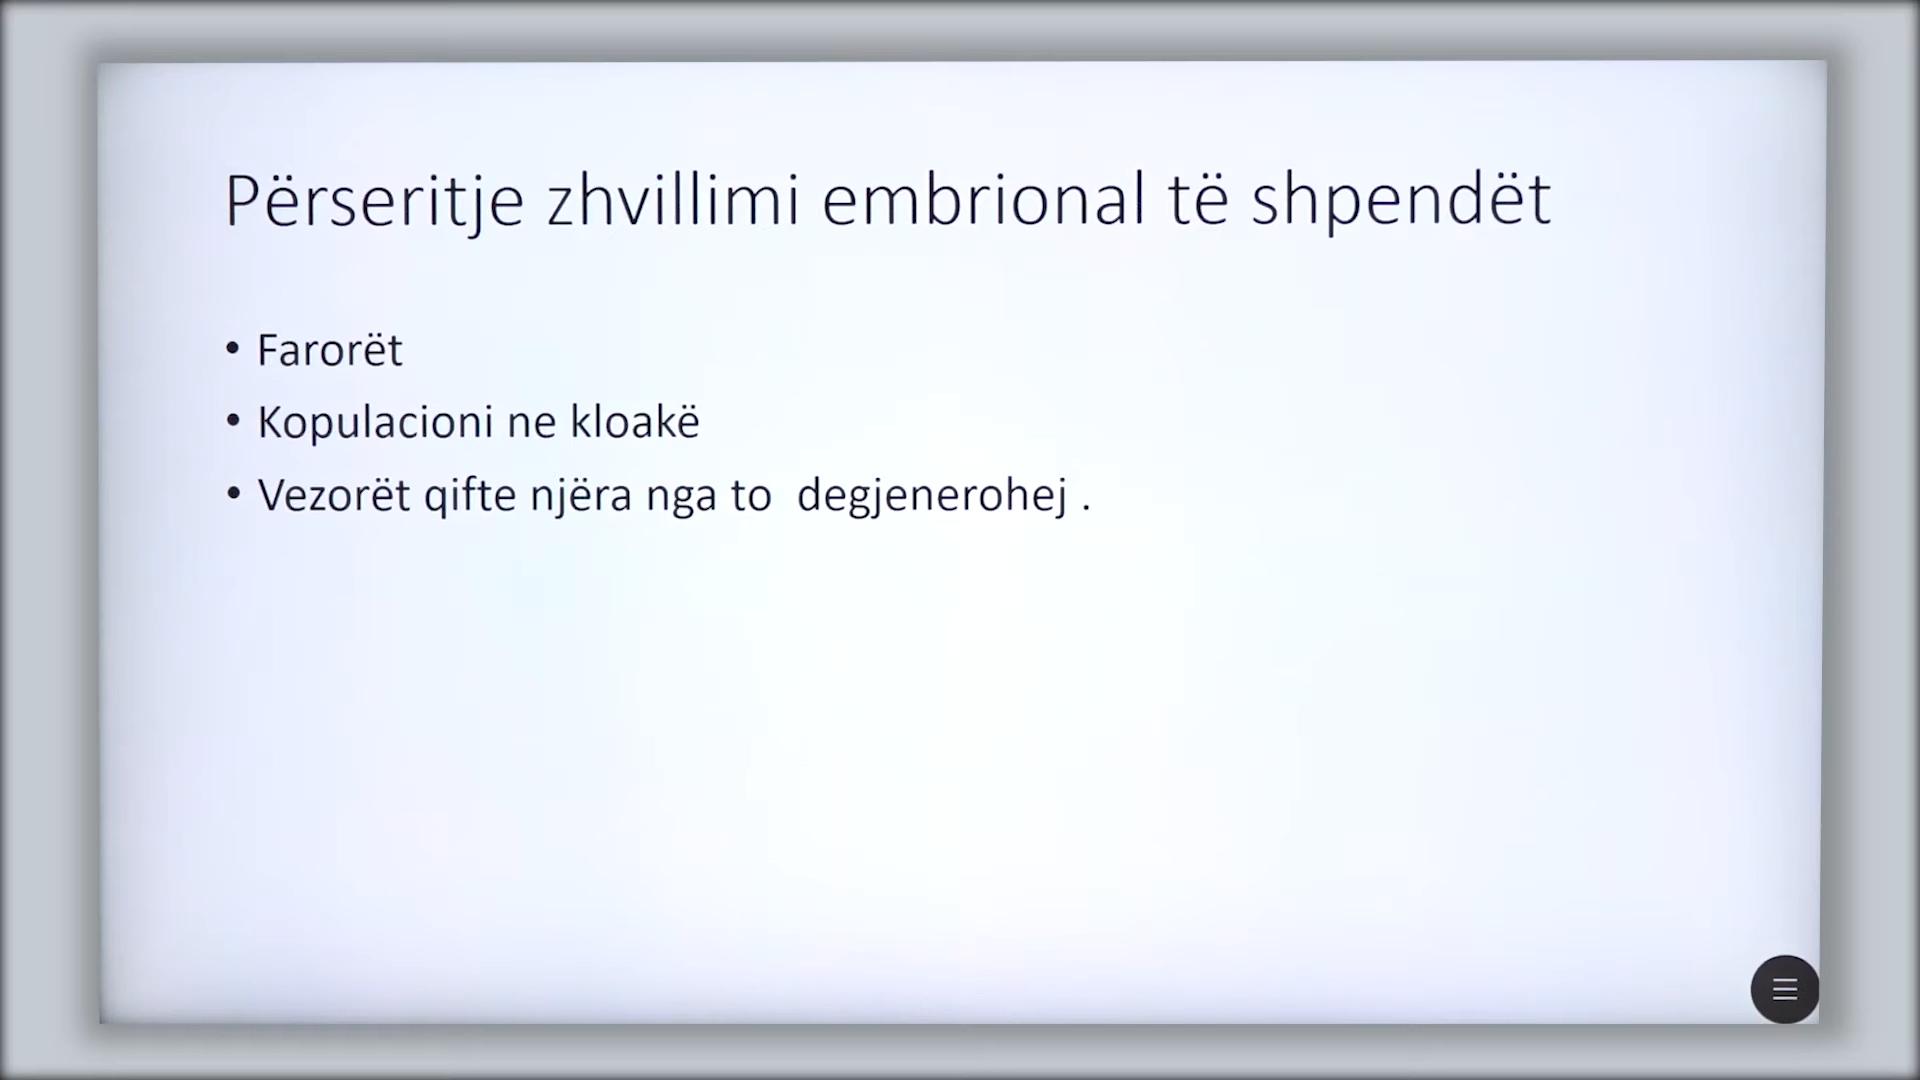 Përseritje zhvillimi embrional të shpendët
• Farorët
• Kopulacioni ne kloakë
• Vezorët qifte njëra nga to  degjenerohej .